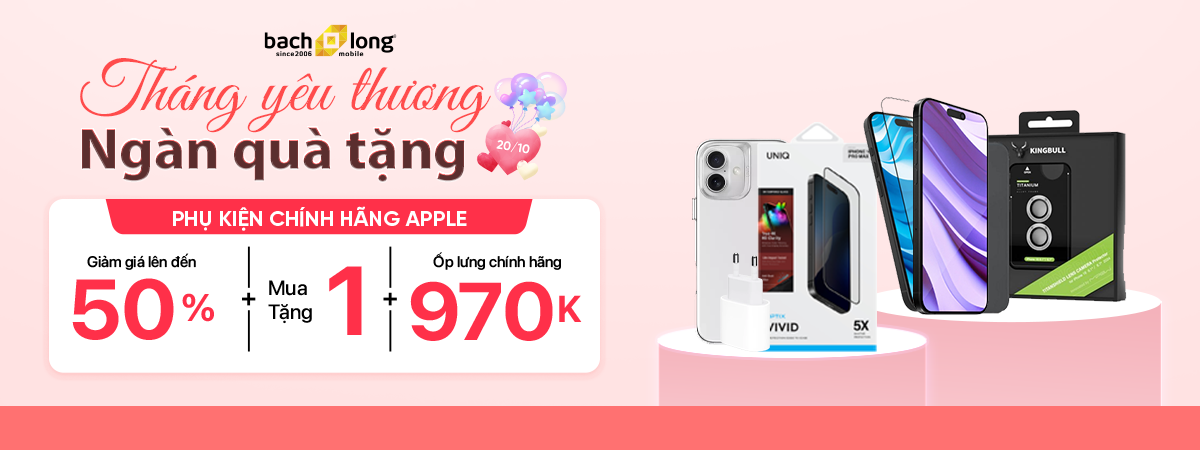 bach long
since2006 mobile
Tháng yêu thương
Ngàn quà tặng
20/10
PHỤ KIỆN CHÍNH HÃNG APPLE
Giảm giá lên đến
50%
+
Mua
Tặng
1
+
Ốp lưng chính hãng
970K
UNIQ
VIVID
5X
KINGBULL
TITANIUM